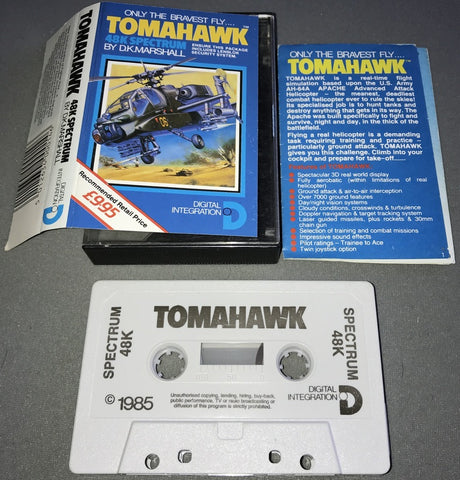 ONLY THE BRAVEST FLY....
TOMAHAWK
48K SPECTRUM
BY D.K.MARSHALL
ENSURE THIS PACKAGE
INCLUDES LENSLOK
SECURITY SYSTEM.
DIGITAL
INTEGRATION
Recommended Retail Price
£9.95
TOMAHAWK
48K SPECTRUM
BY D.K. MARSHALL
DIGITAL
INTEGRATION
ONLY THE BRAVEST FLY....
TOMAHAWK
TOMAHAWK is a real-time flight
simulation based upon the U.S. Army
AH-64A APACHE Advanced Attack
Helicopter - the meanest, deadliest
combat helicopter ever to rule the skies!
Its specialised job is to hunt tanks and
destroy anything that gets in its way. The
Apache was built specifically to fight and
survive, night and day, in the thick of the
battlefield.
Flying a real helicopter is a demanding
task requiring training and practice -
particularly ground attack. TOMAHAWK
gives you this challenge. Climb into your
cockpit and prepare for take-off......
Features of TOMAHAWK
Spectacular 3D real world display
Fully aerobatic (within limitations of real
helicopter)
Ground attack & air-to-air interception
Over 7000 ground features
Day/night vision systems
Cloudy conditions, crosswinds & turbulence
Doppler navigation & target tracking system
Laser guided missiles, plus rockets & 30mm
chain gun
Selection of training and combat missions
Impressive sound effects
Pilot ratings - Trainee to Ace
Twin joystick option
1
TOMAHAWK
SPECTRUM
48K
SPECTRUM
48K
© 1985
Unauthorised copying, lending, hiring, buy-back,
public performance, TV or radio broadcasting or
diffusion of this program is strictly prohibited.
DIGITAL
INTEGRATION